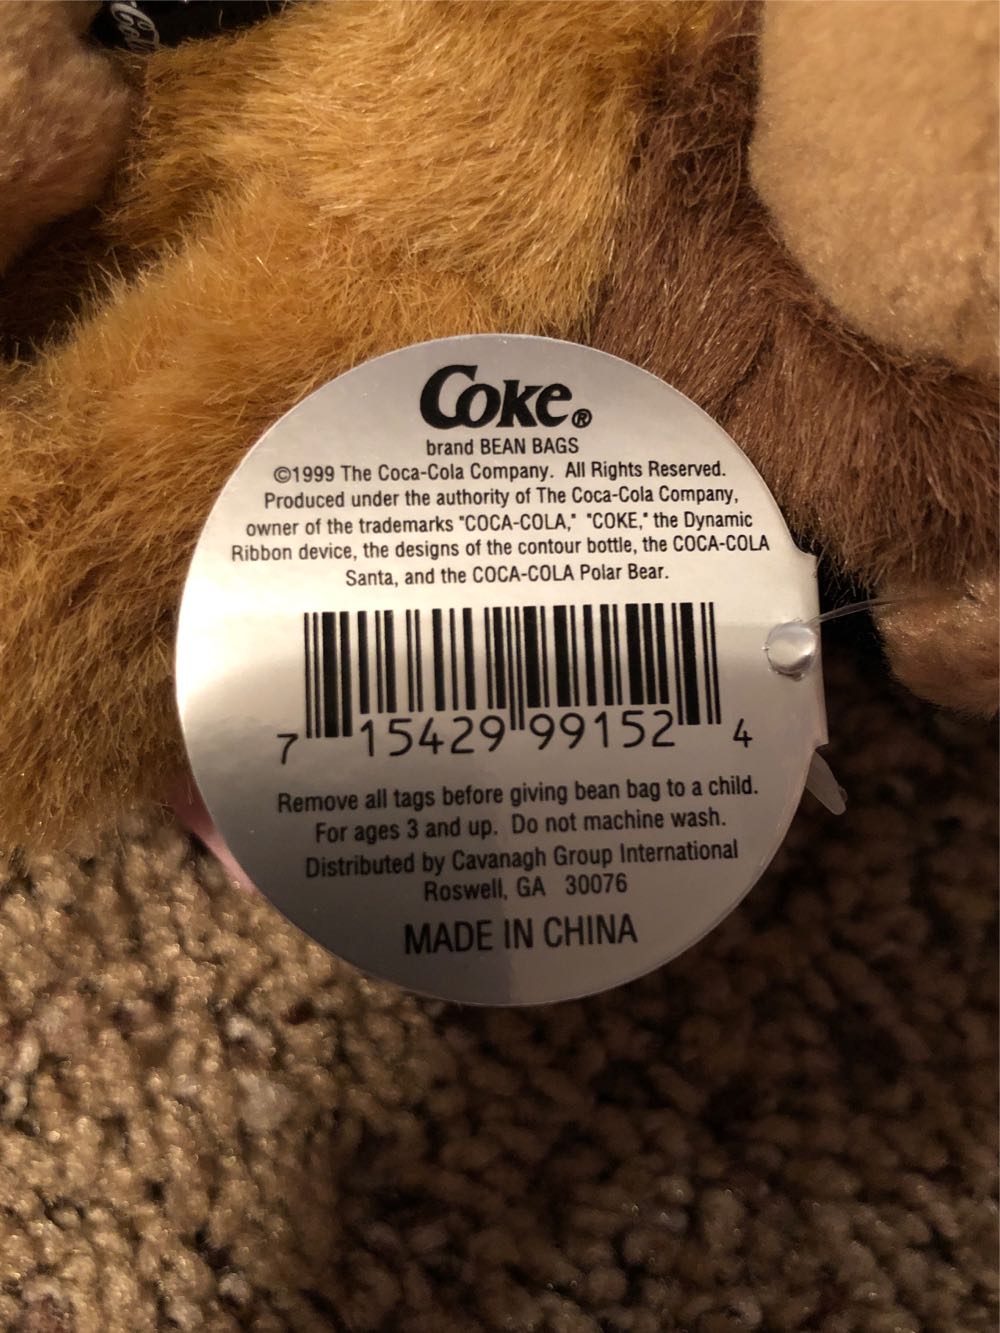 Coke®
brand BEAN BAGS
©1999 The Coca-Cola Company. All Rights Reserved.
Produced under the authority of The Coca-Cola Company,
owner of the trademarks "COCA-COLA," "COKE," the Dynamic
Ribbon device, the designs of the contour bottle, the COCA-COLA
Santa, and the COCA-COLA Polar Bear.
7 15429 99152 4
Remove all tags before giving bean bag to a child.
For ages 3 and up. Do not machine wash.
Distributed by Cavanagh Group International
Roswell, GA 30076
MADE IN CHINA